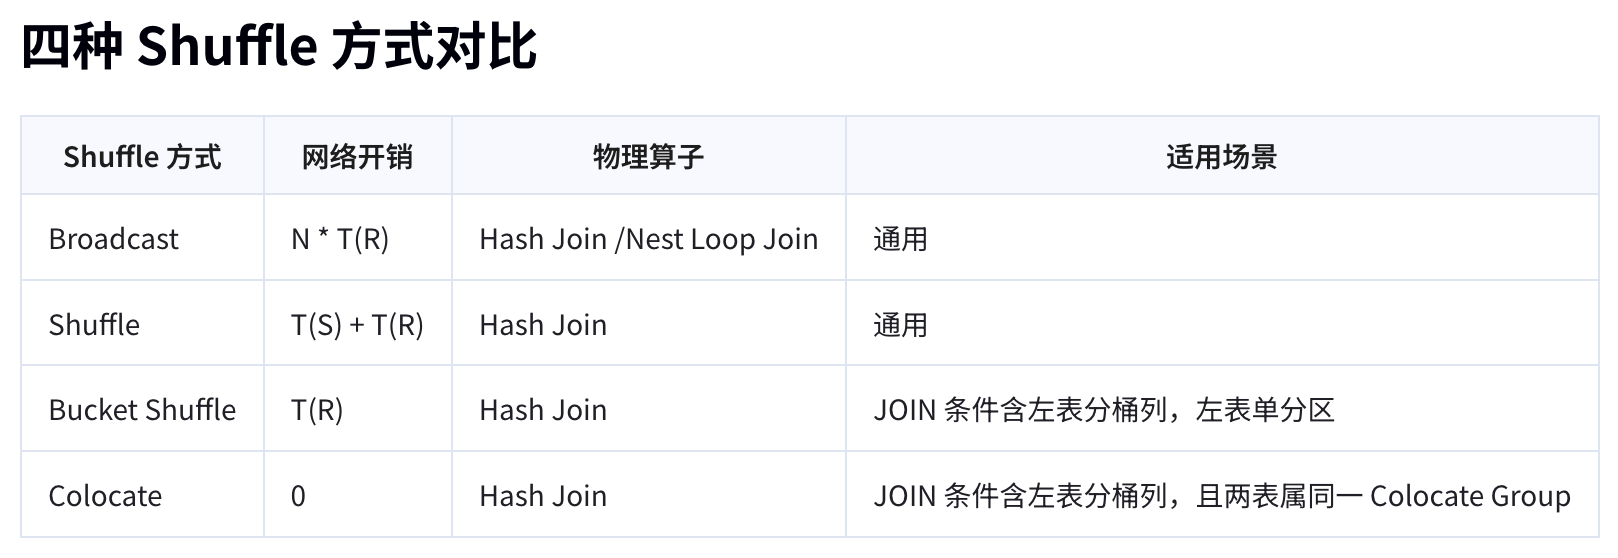 四种 Shuffle 方式对比
Shuffle 方式 网络开销 物理算子 适用场景
Broadcast N * T(R) Hash Join /Nest Loop Join 通用
Shuffle T(S) + T(R) Hash Join 通用
Bucket Shuffle T(R) Hash Join JOIN 条件含左表分桶列，左表单分区
Colocate 0 Hash Join JOIN 条件含左表分桶列，且两表属同一 Colocate Group